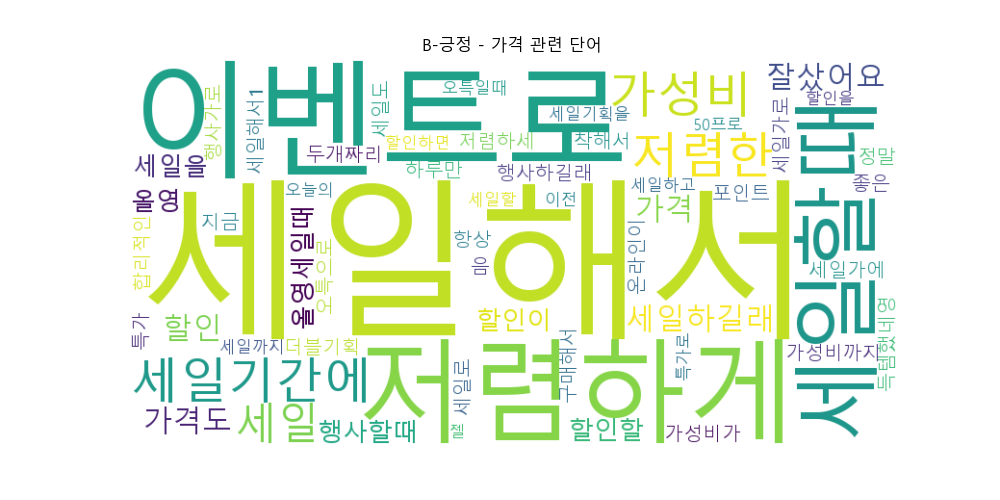 B-긍정 - 가격 관련 단어
이벤트로
세일해서
저렴하게
세일할때
가성비
잘샀어요
저렴한
세일기간에
세일
가격도
행사할때
할인할
가성비가
가성비까지
세일하길래
할인이
할인
가격
포인트
세일가에
좋은
정말
할인을
세일가로
50프로
세일기획을
착해서
오특일때
저렴하세
할인하면
하루만
행사하길래
두개짜리
세일도
세일해서1
행사가로
세일을
올영
오늘의
지금
합리적인
올영세일때
오특으로
항상
믿
세일할
이전
세일하고
온라인이
특가
세일까지
더블기획
세일로
젤
구매해서
특가로
득템했네영